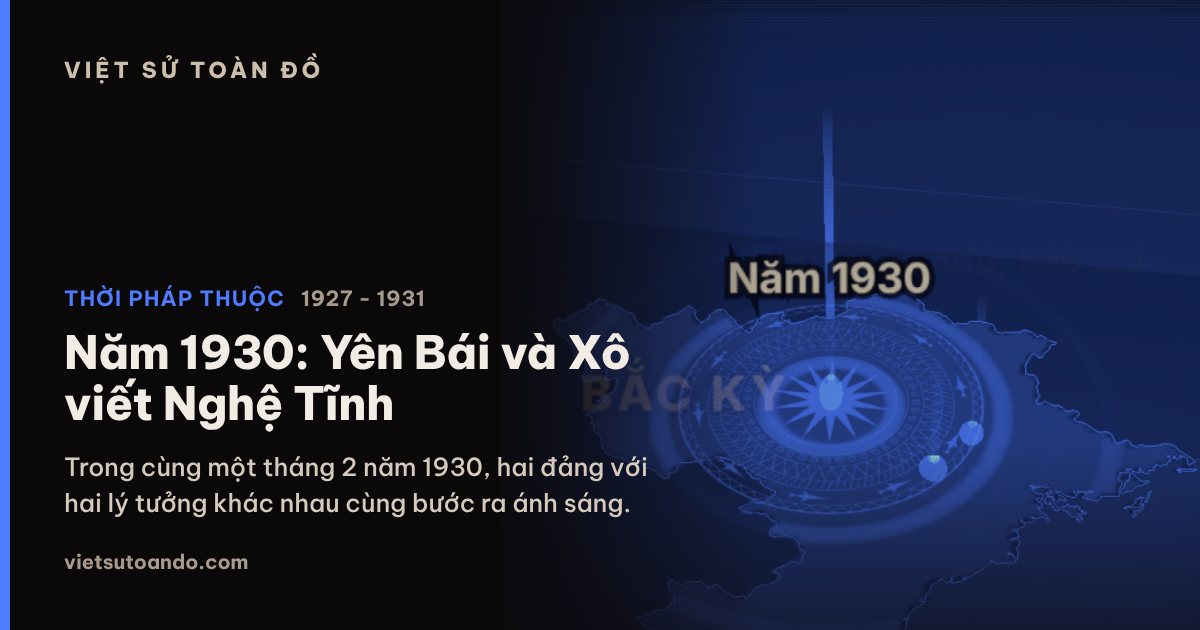 VIỆT SỬ TOÀN ĐỒ
Năm 1930
BẮC KỲ
THỜI PHÁP THUỘC 1927 - 1931
Năm 1930: Yên Bái và Xô
viết Nghệ Tĩnh
Trong cùng một tháng 2 năm 1930, hai đảng với
hai lý tưởng khác nhau cùng bước ra ánh sáng.
vietsutoando.com